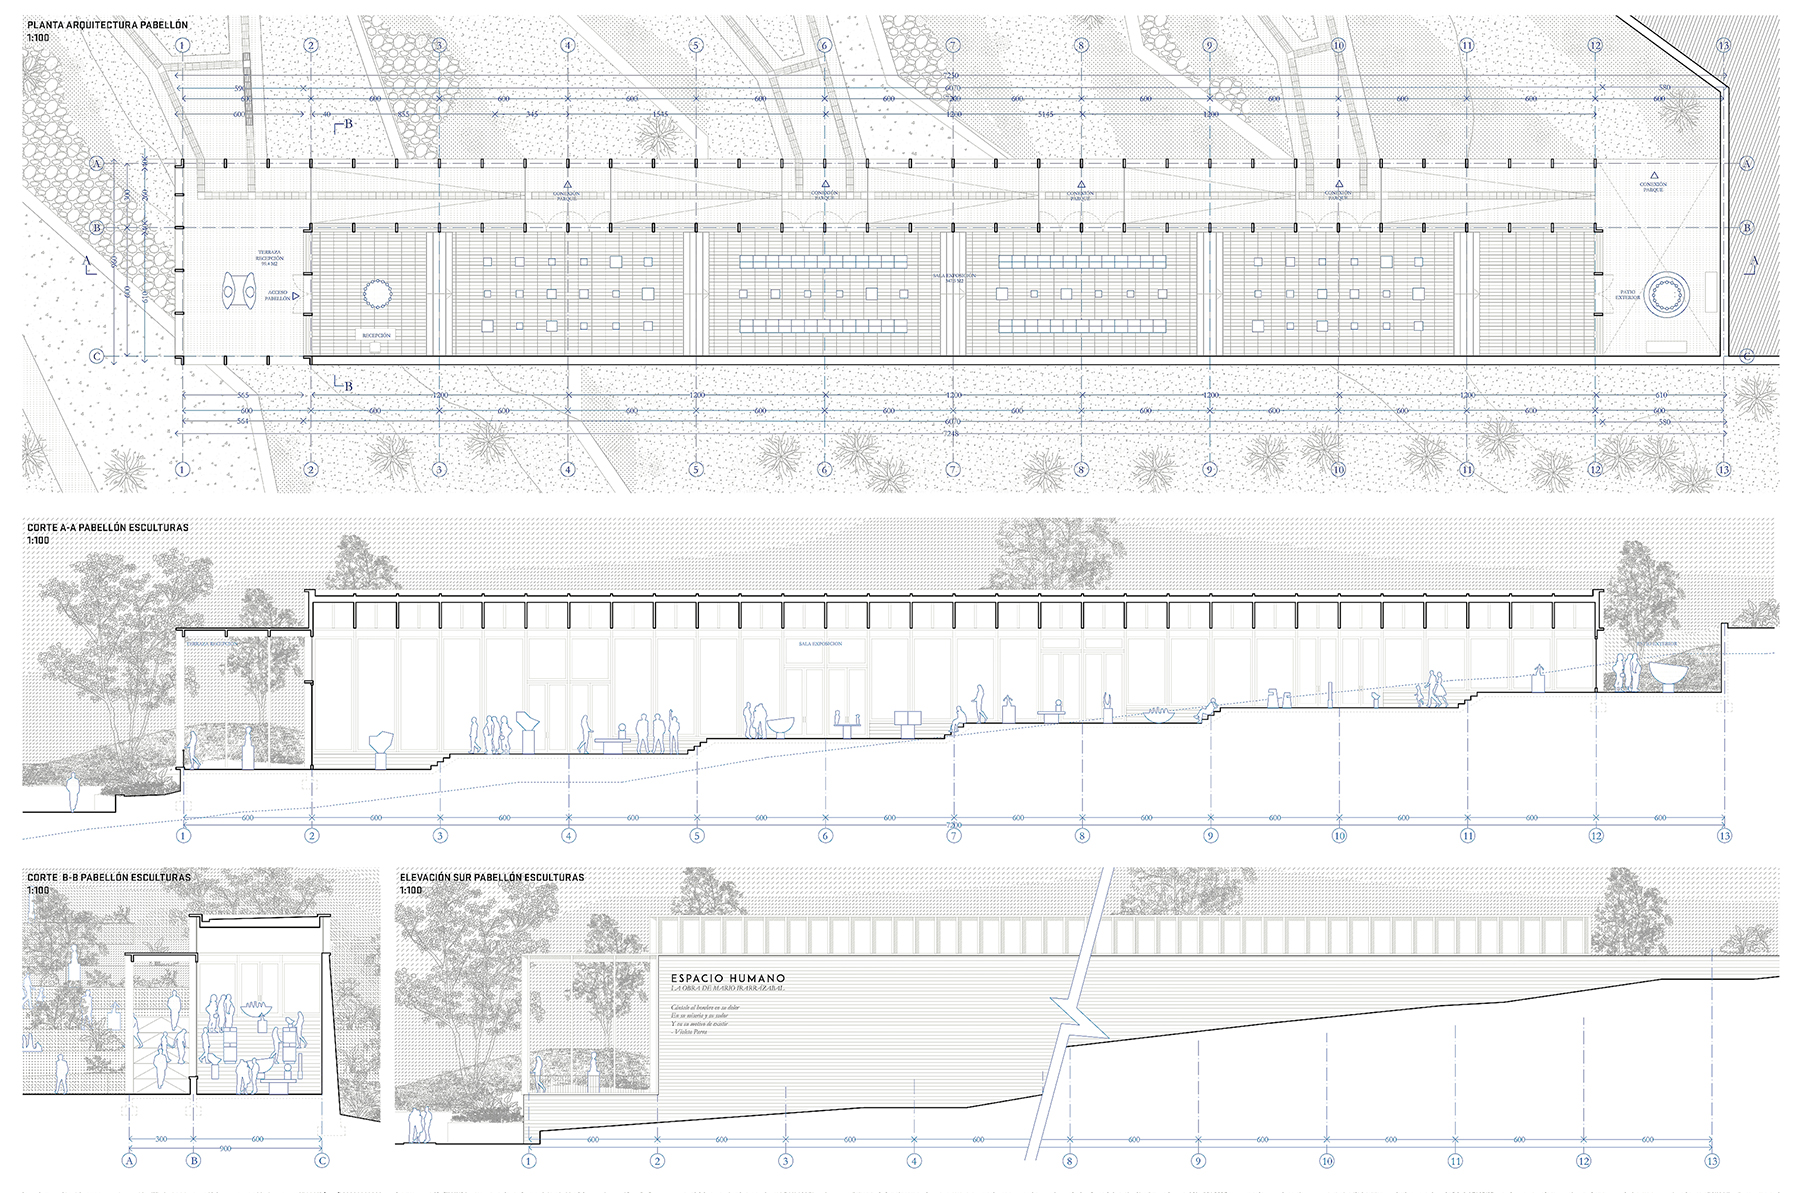 PLANTA ARQUITECTURA PABELLÓN
1:100
1 2 3 4 5 6 7 8 9 10 11 12 13
7250
6070 580
600 600 600 600 600 7200 600 600 600 600 600
600 40 855 345 1545 1200 5145 1200
B
A A
CONEXIÓN PARQUE
CONEXIÓN PARQUE
CONEXIÓN PARQUE
CONEXIÓN PARQUE
CONEXIÓN PARQUE
B B
TERRAZA
RECEPCIÓN
ACCESO
PABELLÓN
RECEPCIÓN
SALA EXPOSICIÓN
PATIO
EXTERIOR
A A
C C
B
565 1200 1200 1200 1200 1200 610
600 600 600 600 600 600 600 600 600 600 600 600
564 6070 580
7248
1 2 3 4 5 6 7 8 9 10 11 12 13
CORTE A-A PABELLÓN ESCULTURAS
1:100
TERRAZA RECEPCIÓN
SALA EXPOSICION
600 600 600 600 600 600 600 600 600 600 600 600
7200
1 2 3 4 5 6 7 8 9 10 11 12 13
CORTE B-B PABELLÓN ESCULTURAS
1:100
300 600
900
A B C
ELEVACIÓN SUR PABELLÓN ESCULTURAS
1:100
ESPACIO HUMANO
LA OBRA DE MARIO IRARRÁZABAL
Cántole al hombre en su dolor
En su miseria y su sudor
Y en su motivo de existir
- Violeta Parra
600 600 600 600 600 600 600 600 600
1 2 3 4 8 9 10 11 12 13